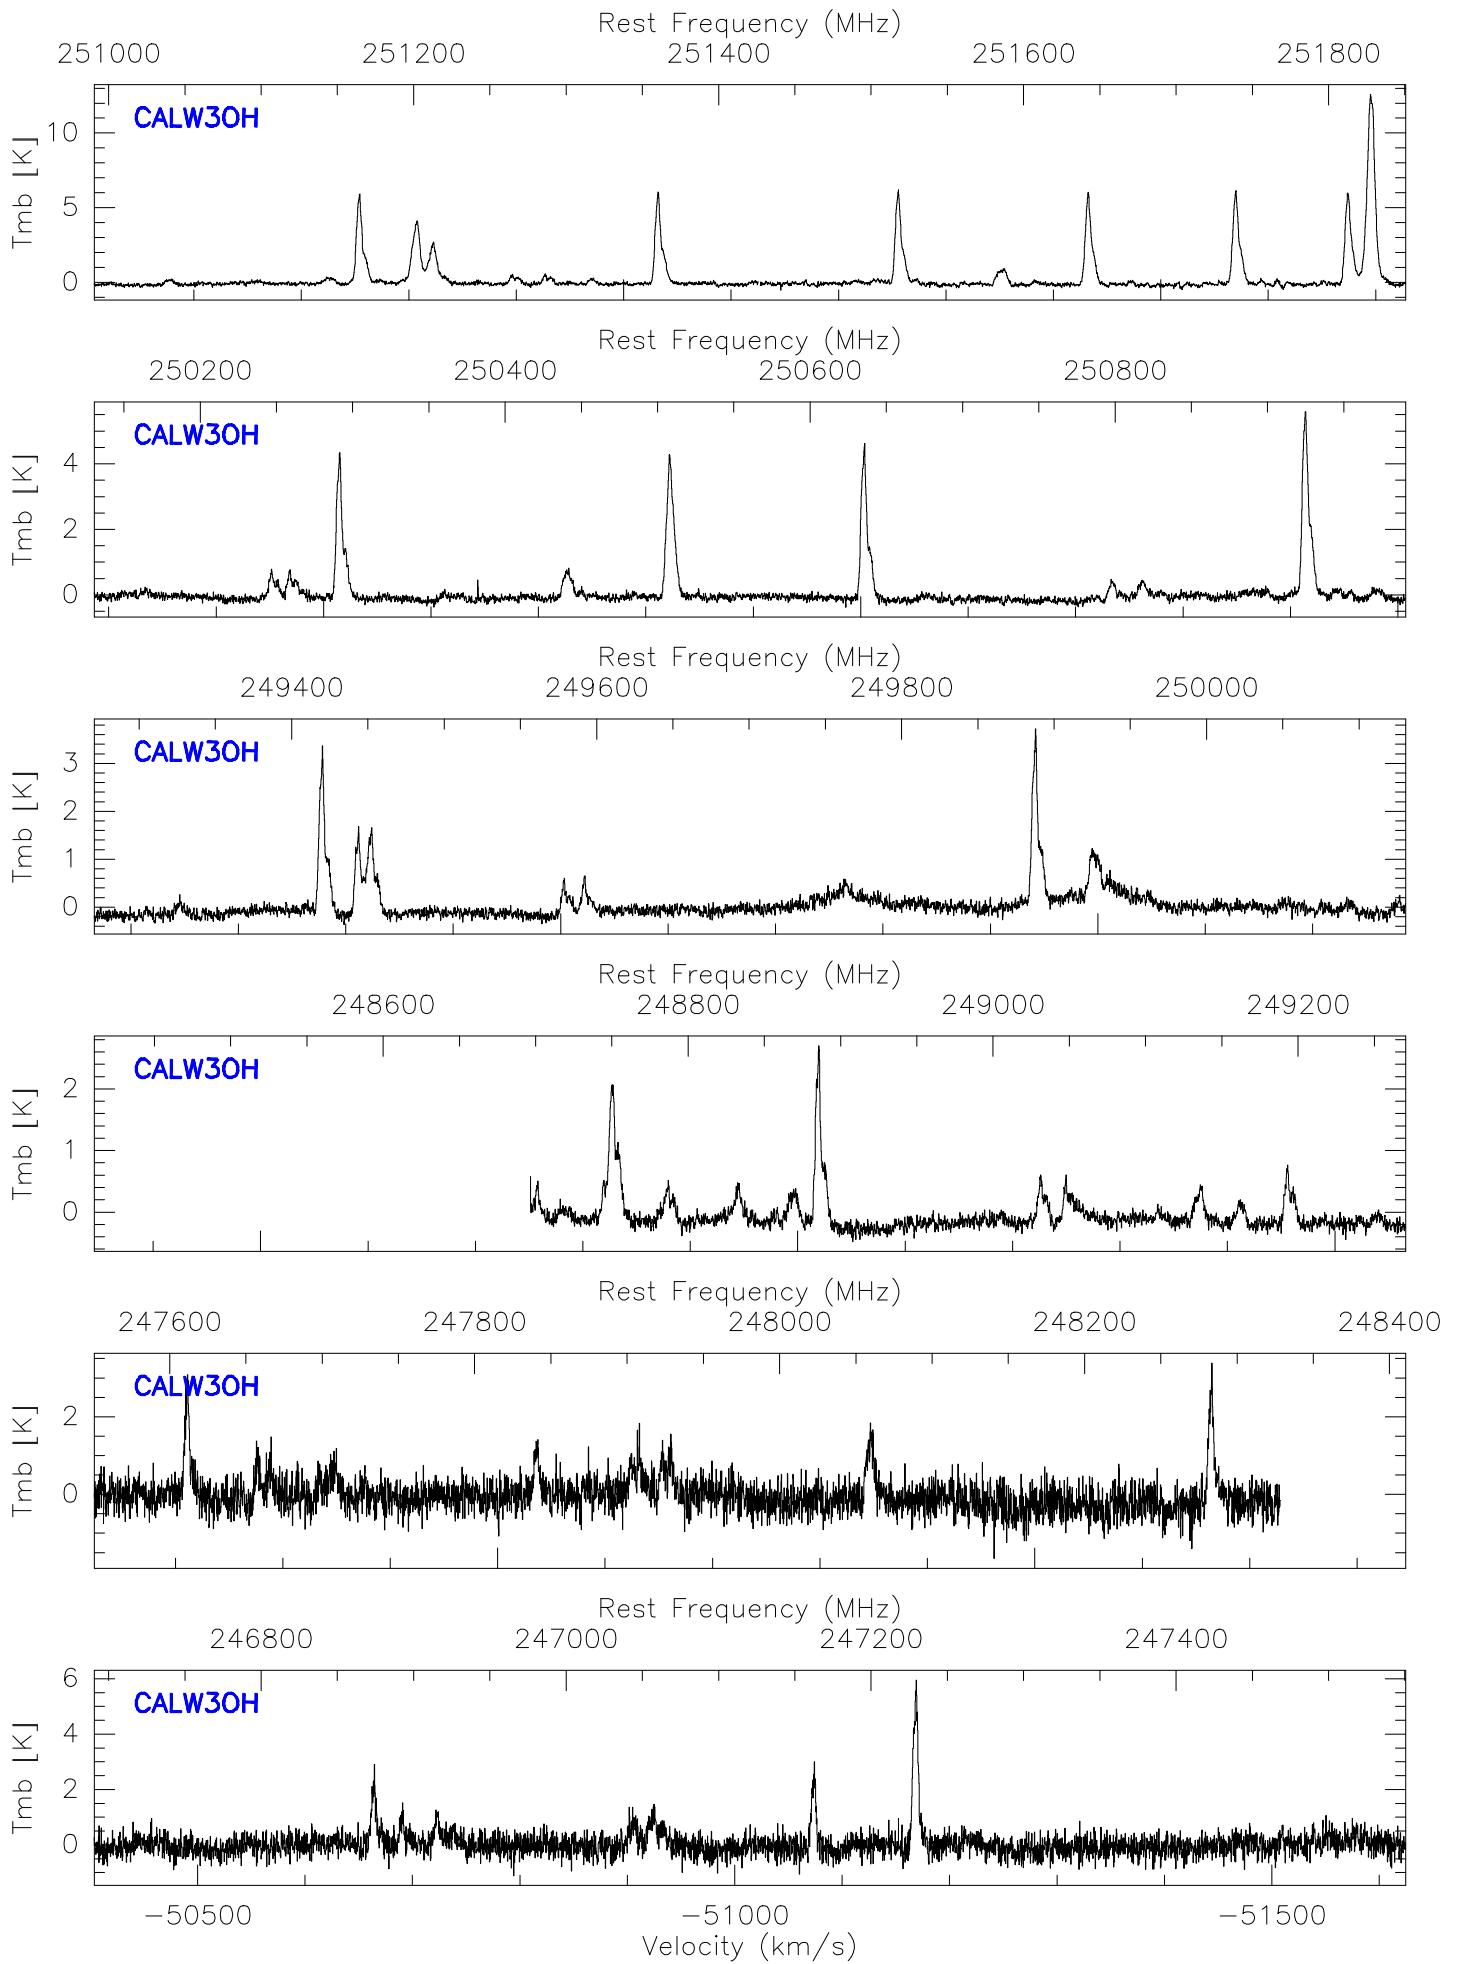 Rest Frequency (MHz)
251000 251200 251400 251600 251800
CALW3OH
10
5
0
Tmb [K]
Rest Frequency (MHz)
250200 250400 250600 250800
CALW3OH
4
2
0
Tmb [K]
Rest Frequency (MHz)
249400 249600 249800 250000
CALW3OH
3
2
1
0
Tmb [K]
Rest Frequency (MHz)
248600 248800 249000 249200
CALW3OH
2
1
0
Tmb [K]
Rest Frequency (MHz)
247600 247800 248000 248200 248400
CALW3OH
2
0
Tmb [K]
Rest Frequency (MHz)
246800 247000 247200 247400
CALW3OH
6
4
2
0
Tmb [K]
−50500 −51000 −51500
Velocity (km/s)